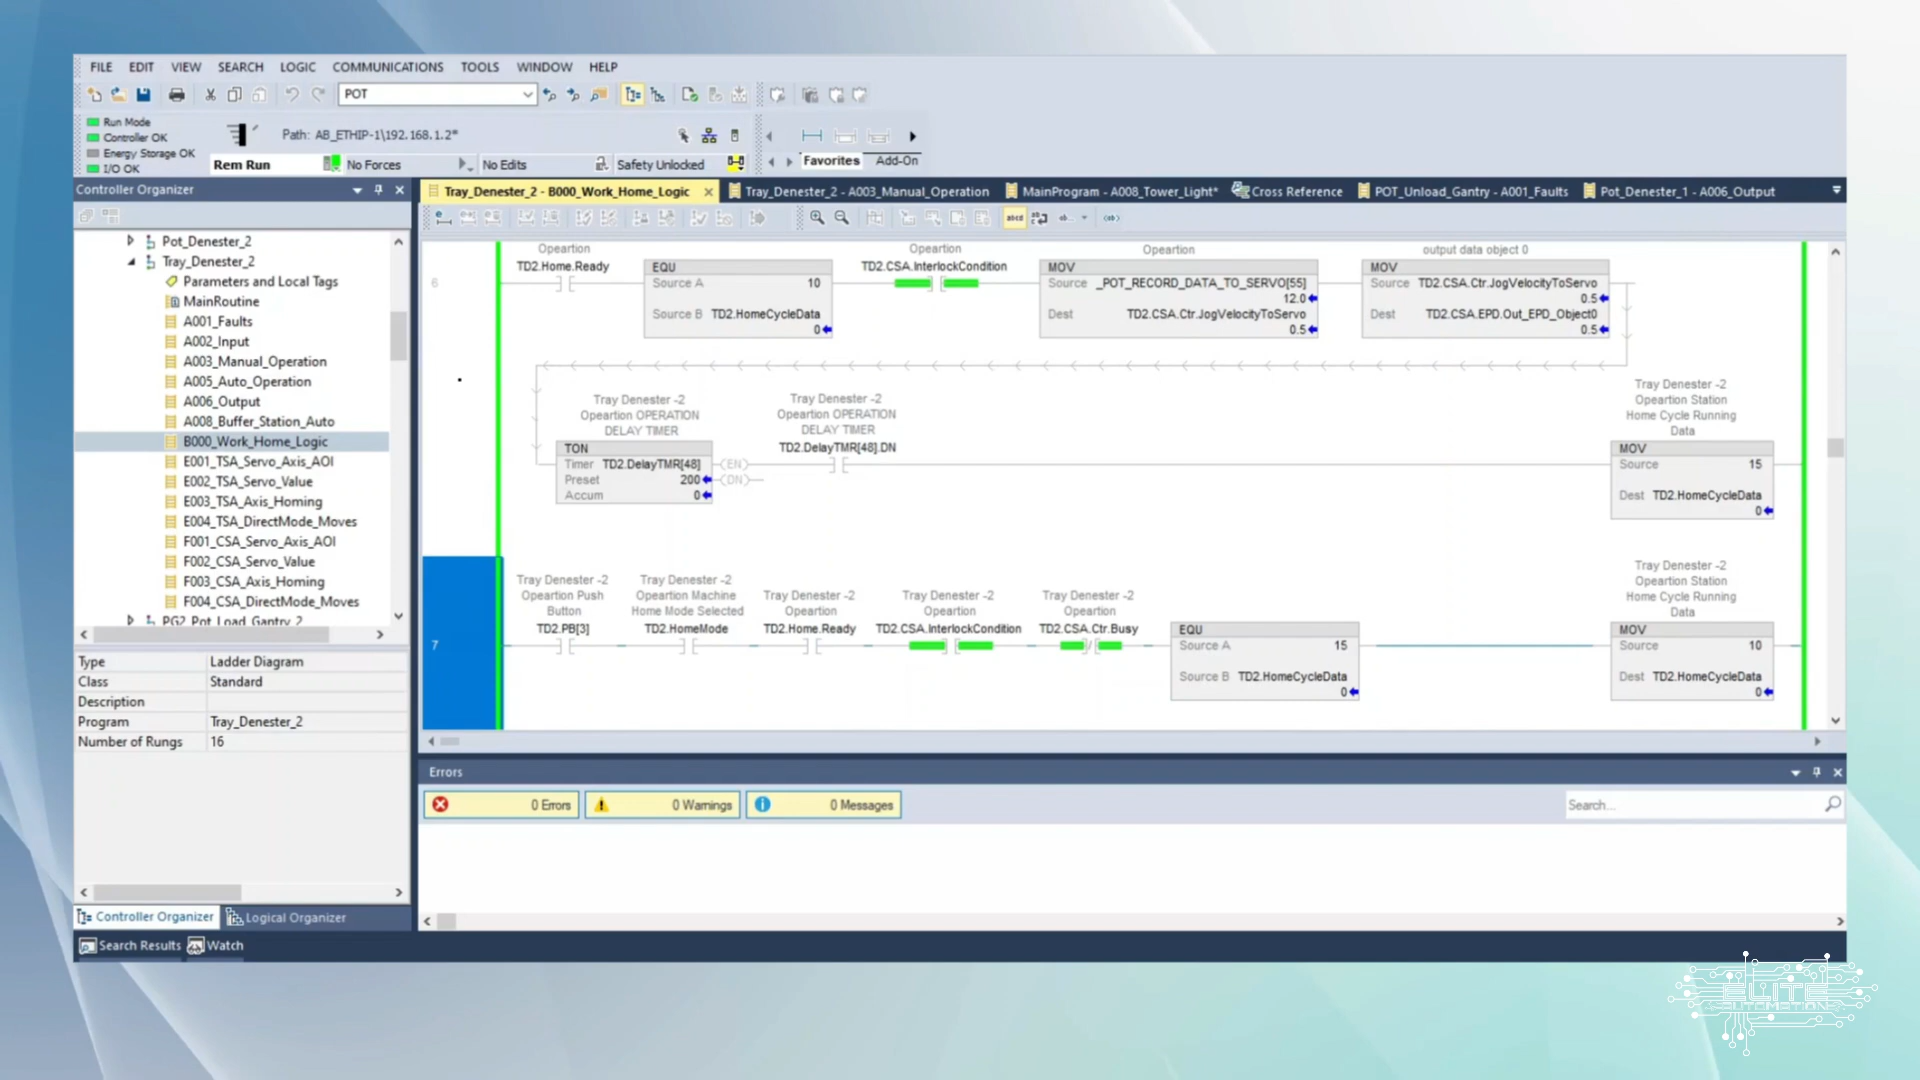 FILE EDIT VIEW SEARCH LOGIC COMMUNICATIONS TOOLS WINDOW HELP
POT
Run Mode
Controller OK
Energy Storage OK
I/O OK
Path: AB_ETHIP-1\192.168.1.2*
Rem Run No Forces No Edits Safety Unlocked
Favorites Add-On
Controller Organizer
Tray_Denester_2 - B000_Work_Home_Logic Tray_Denester_2 - A003_Manual_Operation MainProgram - A008_Tower_Light* Cross Reference POT_Unload_Gantry - A001_Faults Pot_Denester_1 - A006_Output
Pot_Denester_2
Tray_Denester_2
Parameters and Local Tags
MainRoutine
A001_Faults
A002_Input
A003_Manual_Operation
A005_Auto_Operation
A006_Output
A008_Buffer_Station_Auto
B000_Work_Home_Logic
E001_TSA_Servo_Axis_AOI
E002_TSA_Servo_Value
E003_TSA_Axis_Homing
E004_TSA_DirectMode_Moves
F001_CSA_Servo_Axis_AOI
F002_CSA_Servo_Value
F003_CSA_Axis_Homing
F004_CSA_DirectMode_Moves
PG2_Pot_Load_Gantry_2
Type Ladder Diagram
Class Standard
Description
Program Tray_Denester_2
Number of Rungs 16
Controller Organizer Logical Organizer
Search Results Watch
6
Opeartion
TD2.Home.Ready
EQU
Source A 10
Source B TD2.HomeCycleData
0
Opeartion
TD2.CSA.InterlockCondition
Opeartion
MOV
Source _POT_RECORD_DATA_TO_SERVO[55]
12.0
Dest TD2.CSA.Ctr.JogVelocityToServo
0.5
output data object 0
MOV
Source TD2.CSA.Ctr.JogVelocityToServo
0.5
Dest TD2.CSA.EPD.Out_EPD_Object0
0.5
Tray Denester -2
Opeartion OPERATION
DELAY TIMER
TON
Timer TD2.DelayTMR[48]
Preset 200
Accum 0
(EN)
(DN)
Tray Denester -2
Opeartion OPERATION
DELAY TIMER
TD2.DelayTMR[48].DN
Tray Denester -2
Opeartion Station
Home Cycle Running
Data
MOV
Source 15
Dest TD2.HomeCycleData
0
7
Tray Denester -2
Opeartion Push
Button
TD2.PB[3]
Tray Denester -2
Opeartion Machine
Home Mode Selected
TD2.HomeMode
Tray Denester -2
Opeartion
TD2.Home.Ready
Tray Denester -2
Opeartion
TD2.CSA.InterlockCondition
Tray Denester -2
Opeartion
TD2.CSA.Ctr.Busy
EQU
Source A 15
Source B TD2.HomeCycleData
0
Tray Denester -2
Opeartion Station
Home Cycle Running
Data
MOV
Source 10
Dest TD2.HomeCycleData
0
Errors
0 Errors 0 Warnings 0 Messages
Search...
ELITE
AUTOMATION